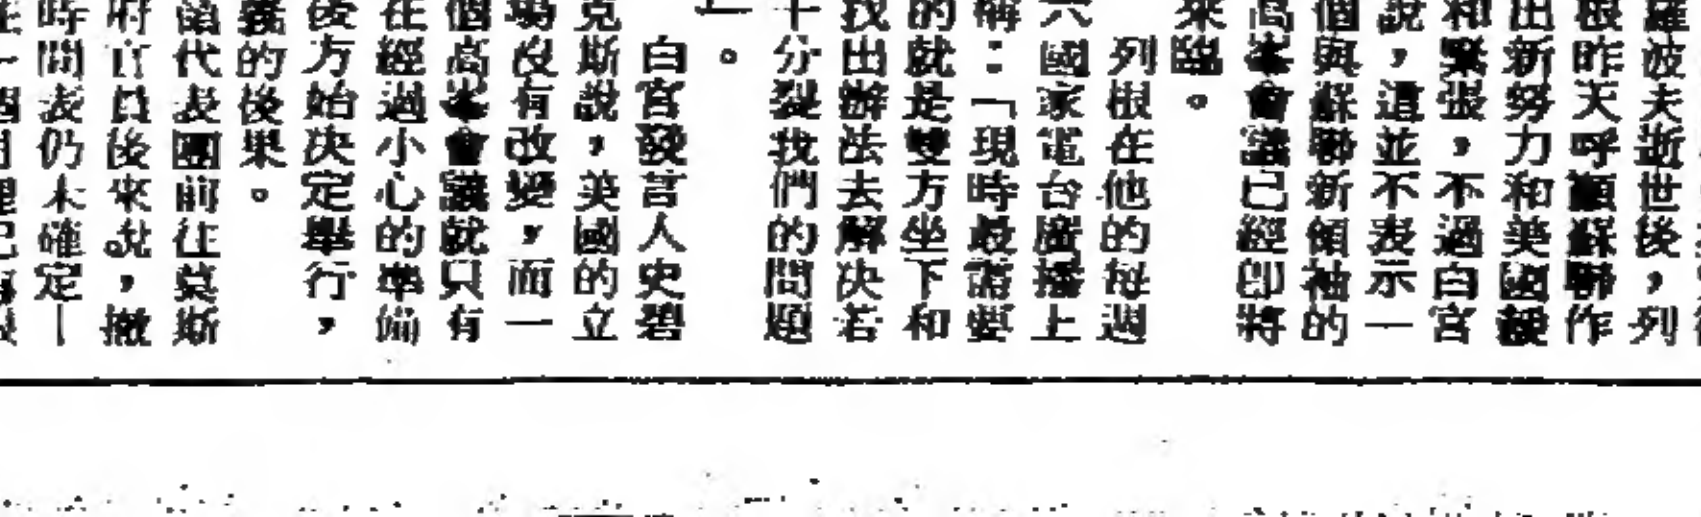 羅波夫逝世後，列
根昨天呼籲蘇聯作
出新努力和美國緩
和緊張，不過白宮
說，這並不表示一
個與蘇聯新領袖的
高峯會議已經即將
來臨。
列根在他的每週
六國家電台廣播上
稱：「現時最需要
的就是雙方坐下和
找出辦法去解決若
干分裂我們的問題
」。
白宮發言人史碧
克斯說，美國的立
場沒有改變，而一
個高峯會議就只有
在經過小心的準備
後方始決定舉行，
的後果。
代表團前往莫斯
府官員後來說，撤
時間表仍未確定—